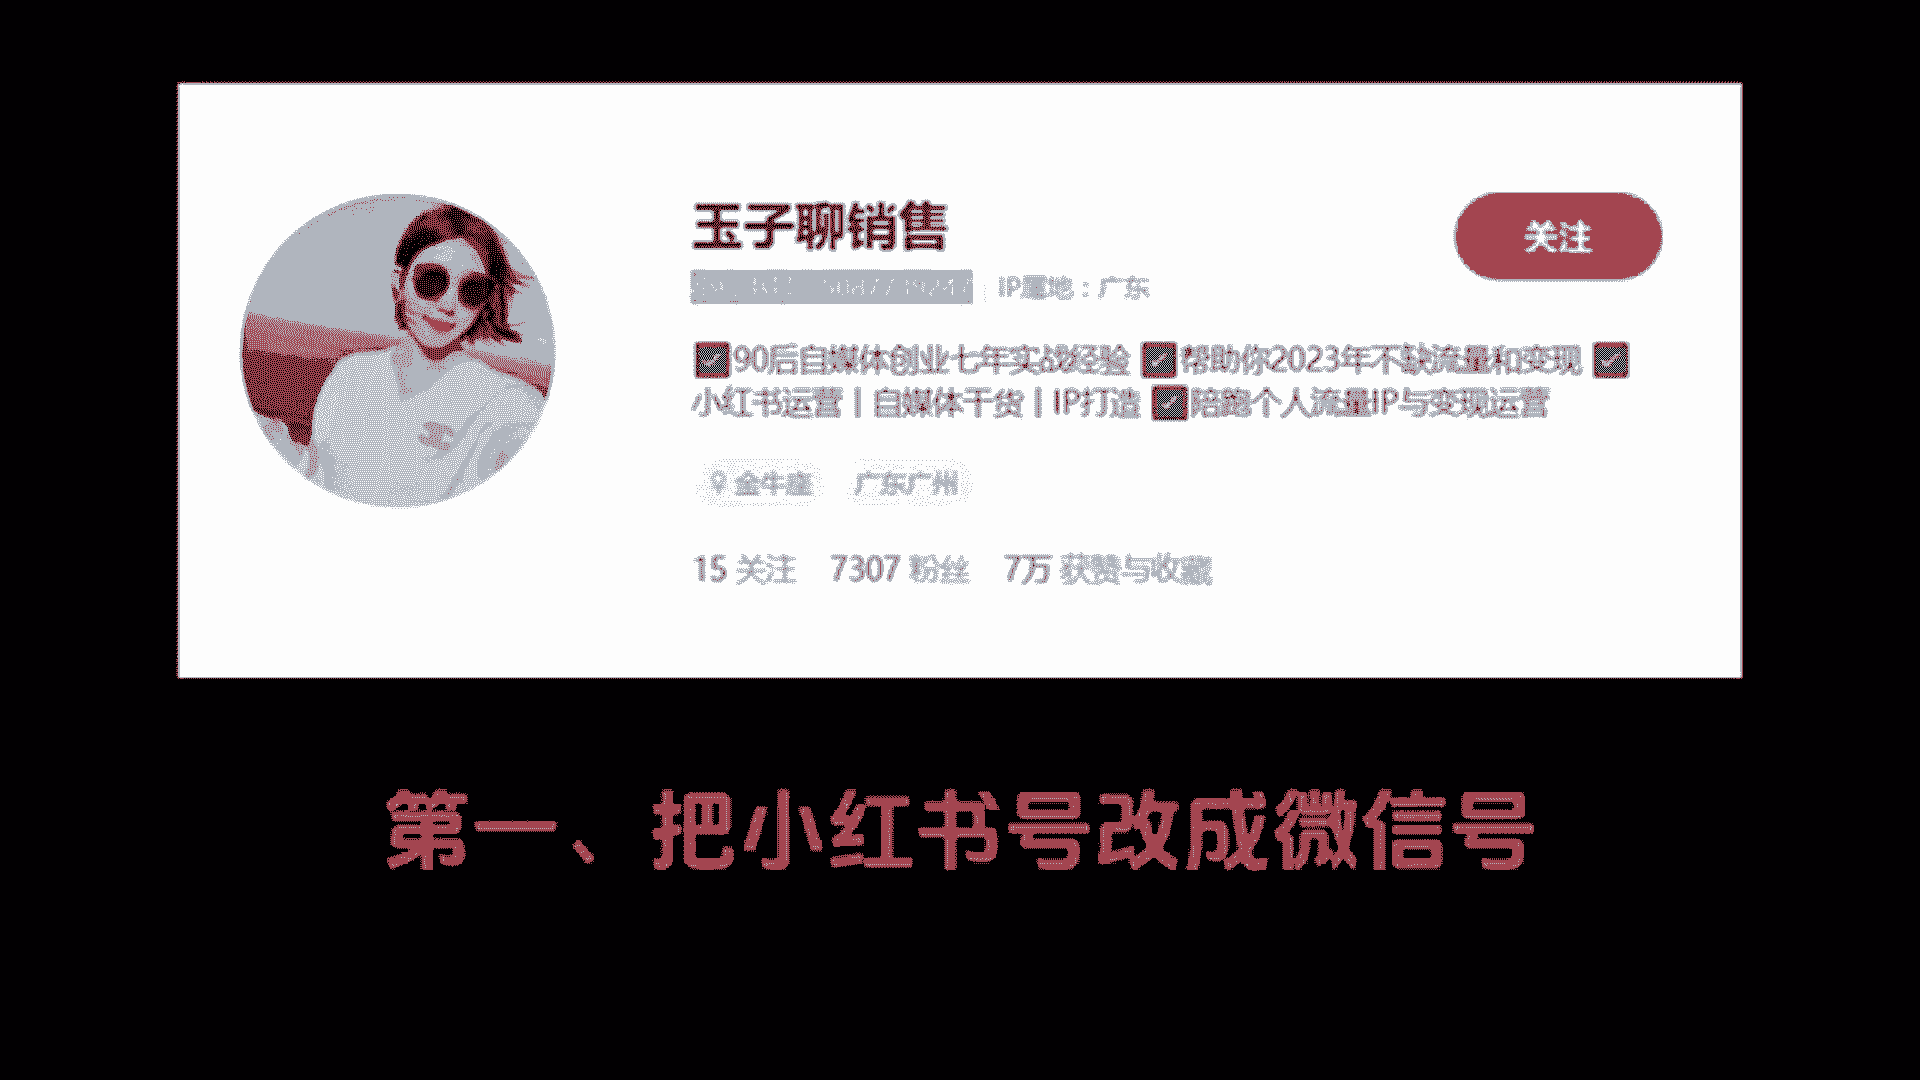 玉子聊销售
关注
IP属地：广东
90后自媒体创业七年实战经验 帮助你2023年不缺流量和变现
小红书运营丨自媒体干货丨IP打造 陪跑个人流量IP与变现运营
金牛座 广东广州
15 关注 7307 粉丝 7万 获赞与收藏
第一、把小红书号改成微信号